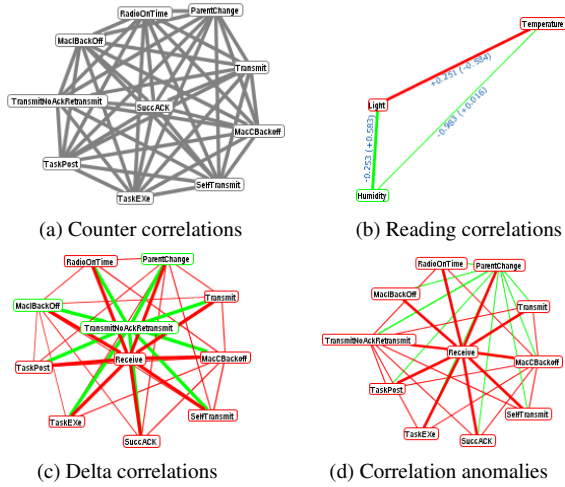 RadioOnTime
ParentChange
MacIBackOff
Transmit
TransmitNoAckRetransmit
SuccACK
MacCBackoff
TaskPost
SelfTransmit
TaskEXe
(a) Counter correlations
Temperature
+0.251 (-0.584)
Light
-0.253 (+0.583)
-0.983 (+0.016)
Humidity
(b) Reading correlations
RadioOnTime
ParentChange
MacIBackOff
Transmit
TransmitNoAckRetransmit
Receive
MacCBackoff
TaskPost
SelfTransmit
TaskEXe
SuccACK
(c) Delta correlations
RadioOnTime
ParentChange
MacIBackOff
Transmit
TransmitNoAckRetransmit
Receive
MacCBackoff
TaskPost
SelfTransmit
TaskEXe
SuccACK
(d) Correlation anomalies